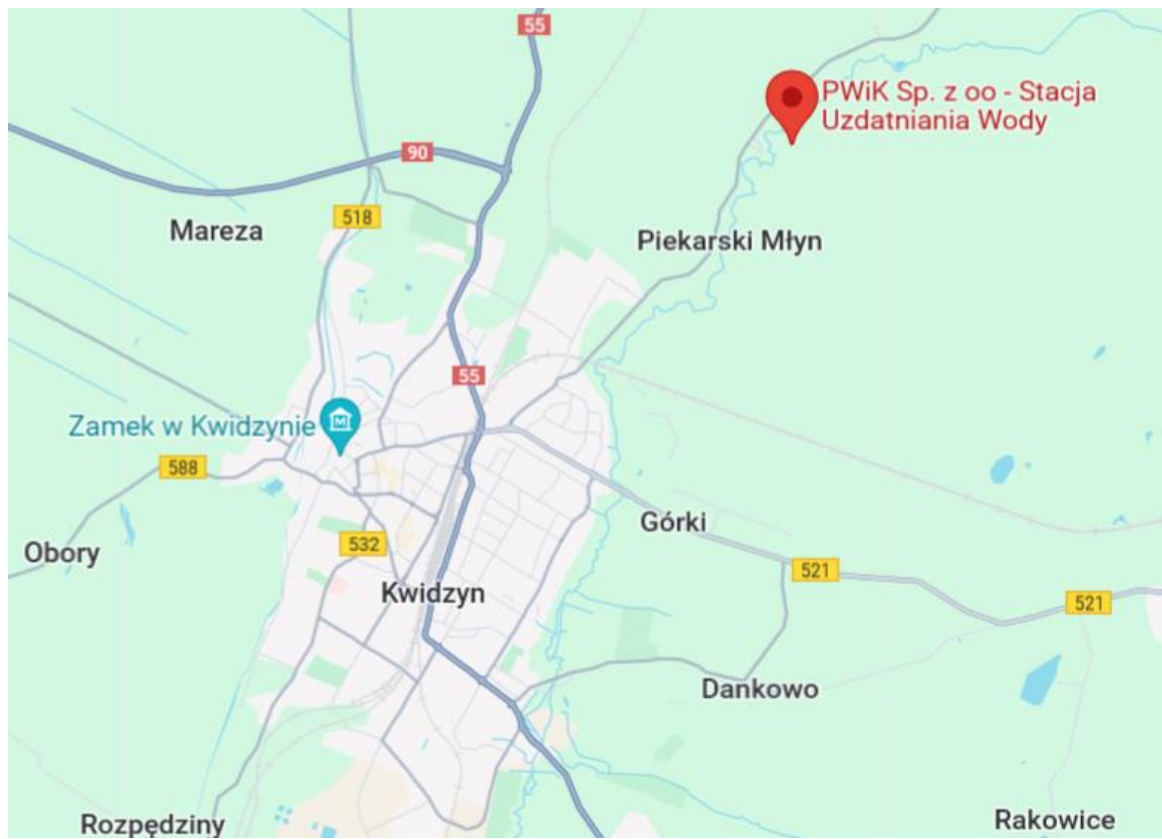 55
PWiK Sp. z oo - Stacja
Uzdatniania Wody
90
518
Mareza
Piekarski Młyn
55
Zamek w Kwidzynie
M
588
Górki
532
Obory
521
Kwidzyn
521
Dankowo
Rozpędziny
Rakowice